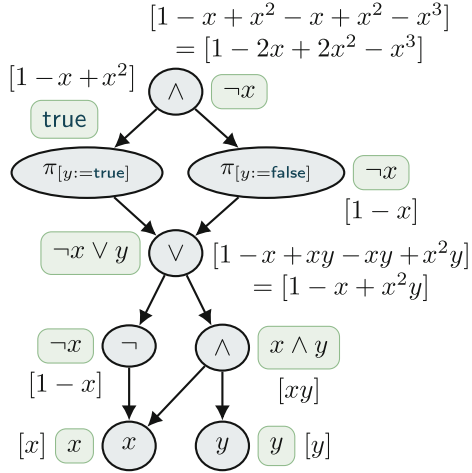 [1 − x + x² − x + x² − x³]
= [1 − 2x + 2x² − x³]
[1 − x + x²]
∧
¬x
true
π[y:=true]
π[y:=false]
¬x
[1 − x]
¬x ∨ y
∨
[1 − x + xy − xy + x²y]
= [1 − x + x²y]
¬x
¬
∧
x ∧ y
[1 − x]
[xy]
[x]
x
x
y
y
[y]